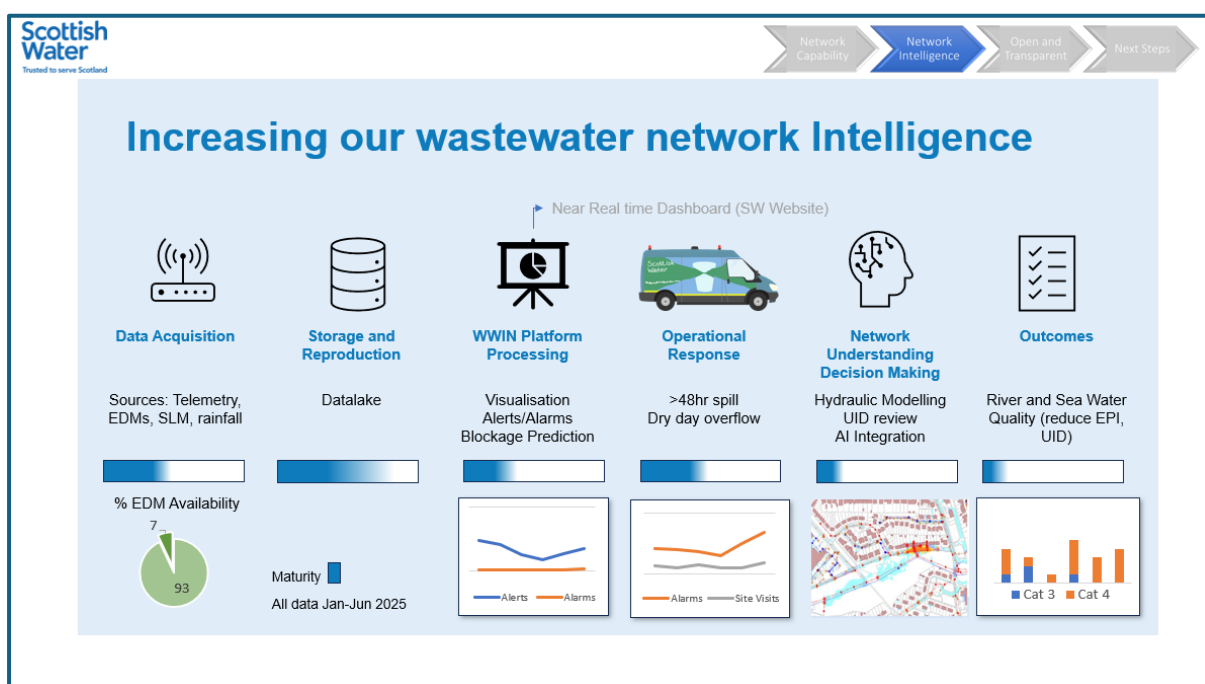 Scottish
Water
Trusted to serve Scotland
Network
Capability
Network
Intelligence
Open and
Transparent
Next Steps
Increasing our wastewater network Intelligence
Near Real time Dashboard (SW Website)
Scottish
Water
Data Acquisition
Storage and
Reproduction
WWIN Platform
Processing
Operational
Response
Network
Understanding
Decision Making
Outcomes
Sources: Telemetry,
EDMs, SLM, rainfall
Datalake
Visualisation
Alerts/Alarms
Blockage Prediction
>48hr spill
Dry day overflow
Hydraulic Modelling
UID review
AI Integration
River and Sea Water
Quality (reduce EPI,
UID)
% EDM Availability
7
93
Maturity
All data Jan-Jun 2025
Alerts Alarms
Alarms Site Visits
Cat 3 Cat 4